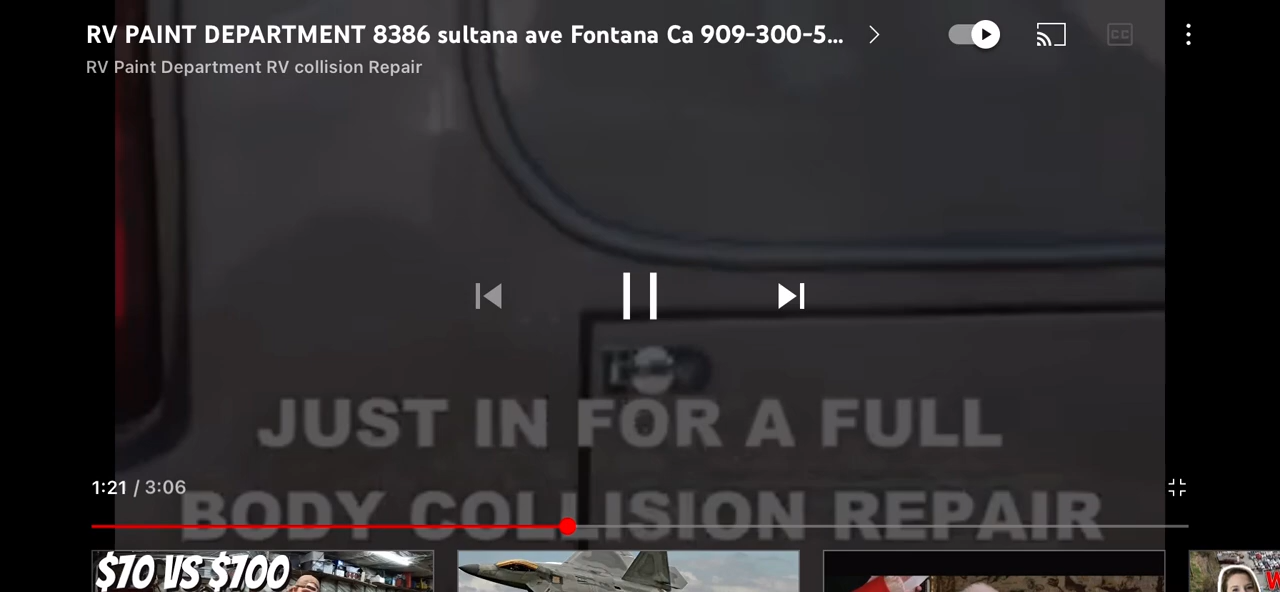 RV PAINT DEPARTMENT 8386 sultana ave Fontana Ca 909-300-5...
RV Paint Department RV collision Repair
CC
JUST IN FOR A FULL
1:21 / 3:06
BODY COLLISION REPAIR
$70 VS $700